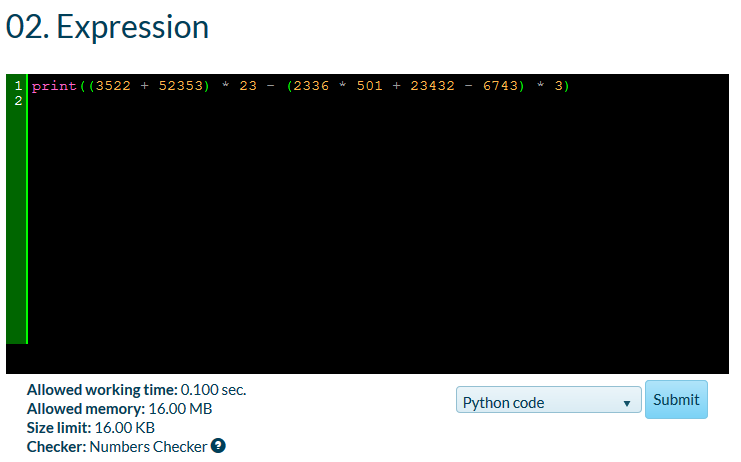 02. Expression
1 print((3522 + 52353) * 23 - (2336 * 501 + 23432 - 6743) * 3)
2
Allowed working time: 0.100 sec.
Allowed memory: 16.00 MB
Size limit: 16.00 KB
Checker: Numbers Checker ?
Python code ▼
Submit